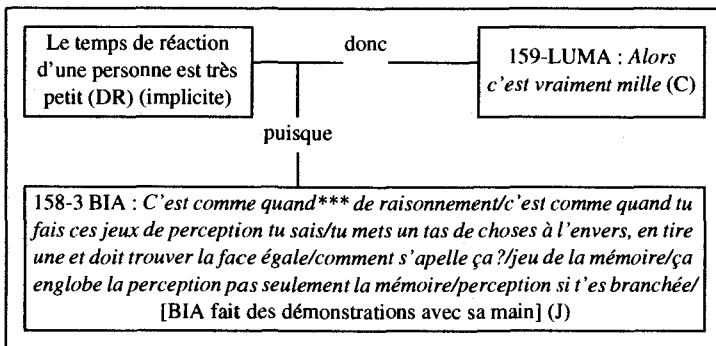 Le temps de réaction
d'une personne est très
petit (DR) (implicite)
donc
159-LUMA : Alors
c'est vraiment mille (C)
puisque
158-3 BIA : C'est comme quand*** de raisonnement/c'est comme quand tu
fais ces jeux de perception tu sais/tu mets un tas de choses à l'envers, en tire
une et doit trouver la face égale/comment s'apelle ça ?/jeu de la mémoire/ça
englobe la perception pas seulement la mémoire/perception si t'es branchée/
[BIA fait des démonstrations avec sa main] (J)